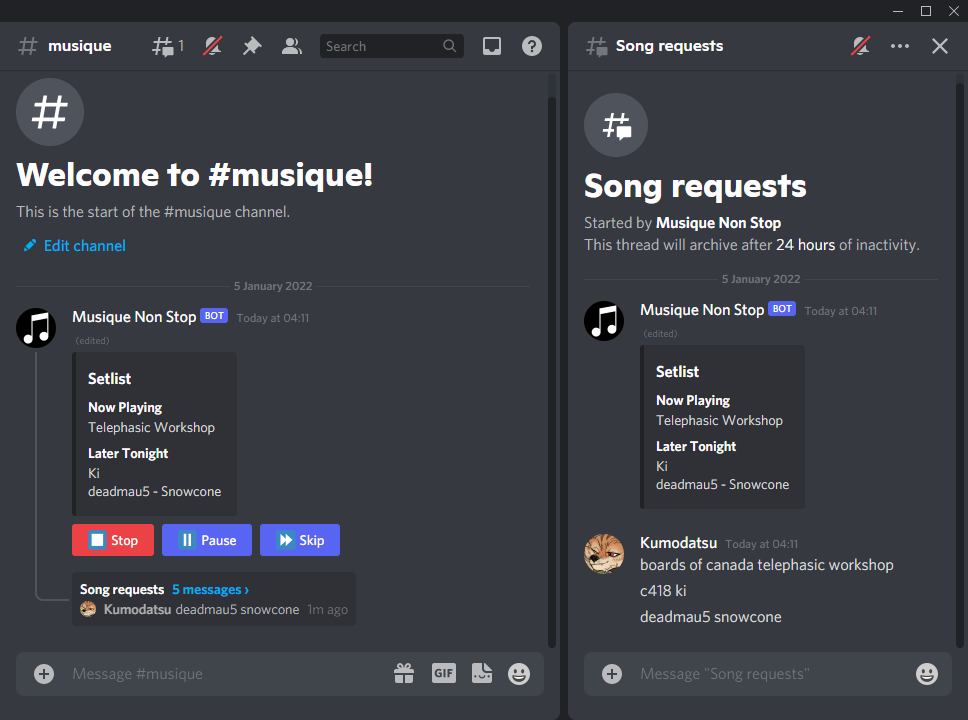 musique
1
Search
Welcome to #musique!
This is the start of the #musique channel.
Edit channel
5 January 2022
Musique Non Stop BOT Today at 04:11
(edited)
Setlist
Now Playing
Telephasic Workshop
Later Tonight
Ki
deadmau5 - Snowcone
Stop
Pause
Skip
Song requests 5 messages ›
Kumodatsu deadmau5 snowcone 1m ago
Message #musique
GIF
Song requests
Song requests
Started by Musique Non Stop
This thread will archive after 24 hours of inactivity.
5 January 2022
Musique Non Stop BOT Today at 04:11
(edited)
Setlist
Now Playing
Telephasic Workshop
Later Tonight
Ki
deadmau5 - Snowcone
Kumodatsu Today at 04:11
boards of canada telephasic workshop
c418 ki
deadmau5 snowcone
Message "Song requests"